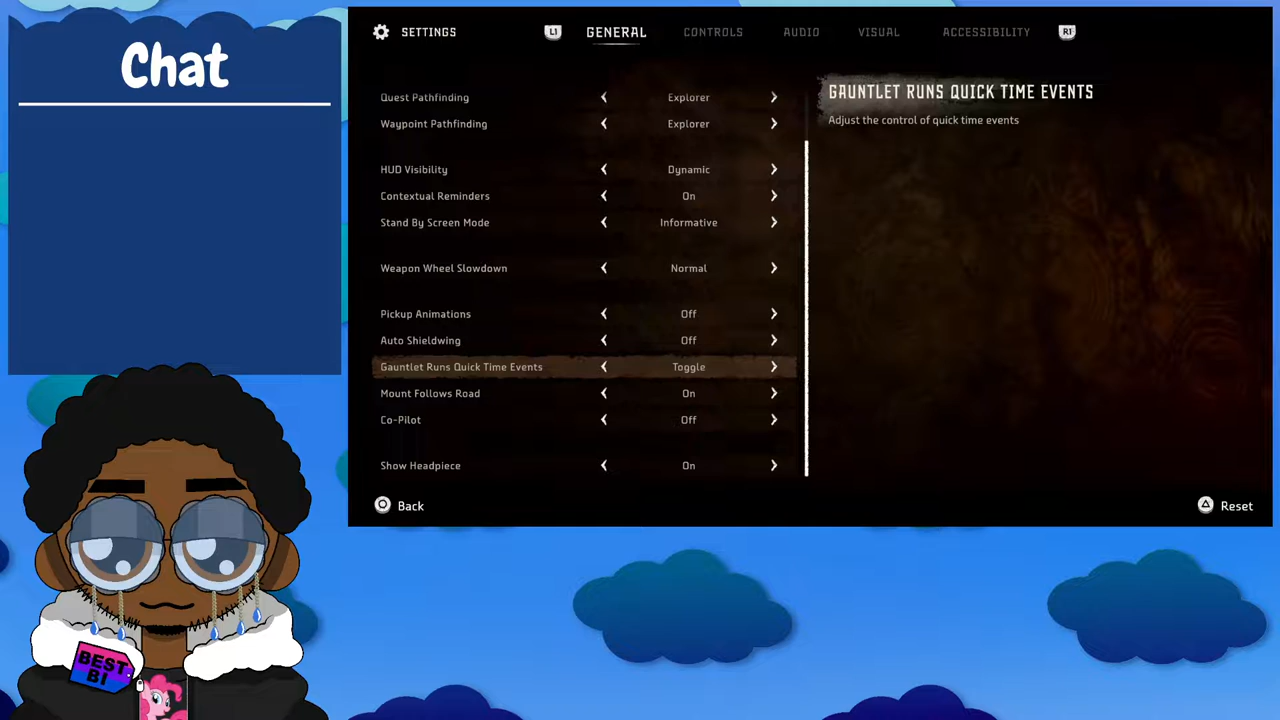 Chat
SETTINGS
L1 GENERAL CONTROLS AUDIO VISUAL ACCESSIBILITY R1
Quest Pathfinding Explorer
Waypoint Pathfinding Explorer
HUD Visibility Dynamic
Contextual Reminders On
Stand By Screen Mode Informative
Weapon Wheel Slowdown Normal
Pickup Animations Off
Auto Shieldwing Off
Gauntlet Runs Quick Time Events Toggle
Mount Follows Road On
Co-Pilot Off
Show Headpiece On
GAUNTLET RUNS QUICK TIME EVENTS
Adjust the control of quick time events
Back
Reset
BEST.
BI